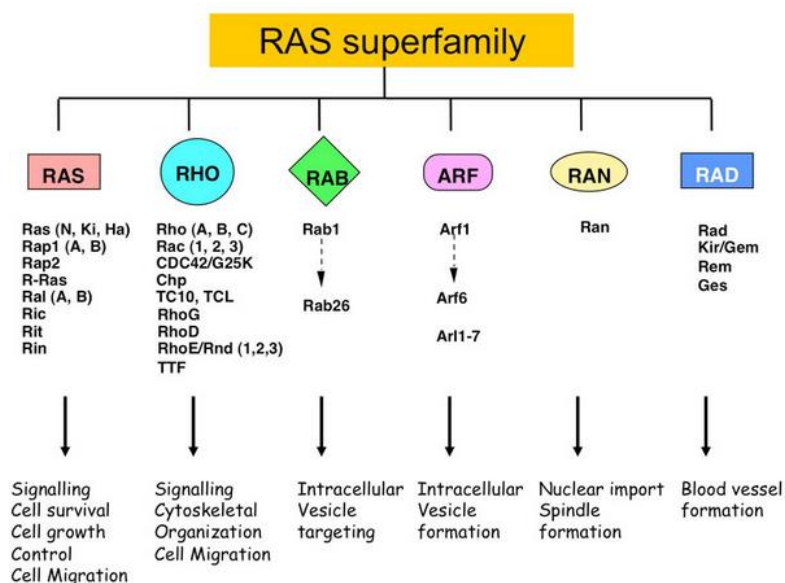 RAS superfamily
RAS
RHO
RAB
ARF
RAN
RAD
Ras (N, Ki, Ha)
Rap1 (A, B)
Rap2
R-Ras
Ral (A, B)
Ric
Rit
Rin
Rho (A, B, C)
Rac (1, 2, 3)
CDC42/G25K
Chp
TC10, TCL
RhoG
RhoD
RhoE/Rnd (1,2,3)
TTF
Rab1
Rab26
Arf1
Arf6
Arl1-7
Ran
Rad
Kir/Gem
Rem
Ges
Signalling
Cell survival
Cell growth
Control
Cell Migration
Signalling
Cytoskeletal
Organization
Cell Migration
Intracellular
Vesicle
targeting
Intracellular
Vesicle
formation
Nuclear import
Spindle
formation
Blood vessel
formation